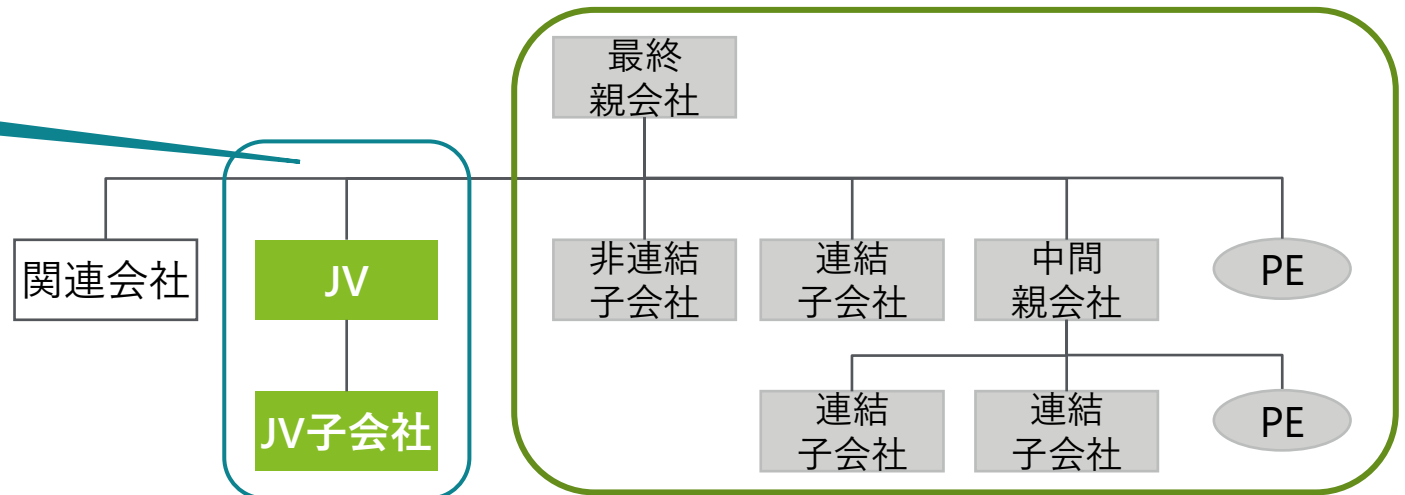 最終
親会社
関連会社
JV
非連結
子会社
連結
子会社
中間
親会社
PE
JV子会社
連結
子会社
連結
子会社
PE